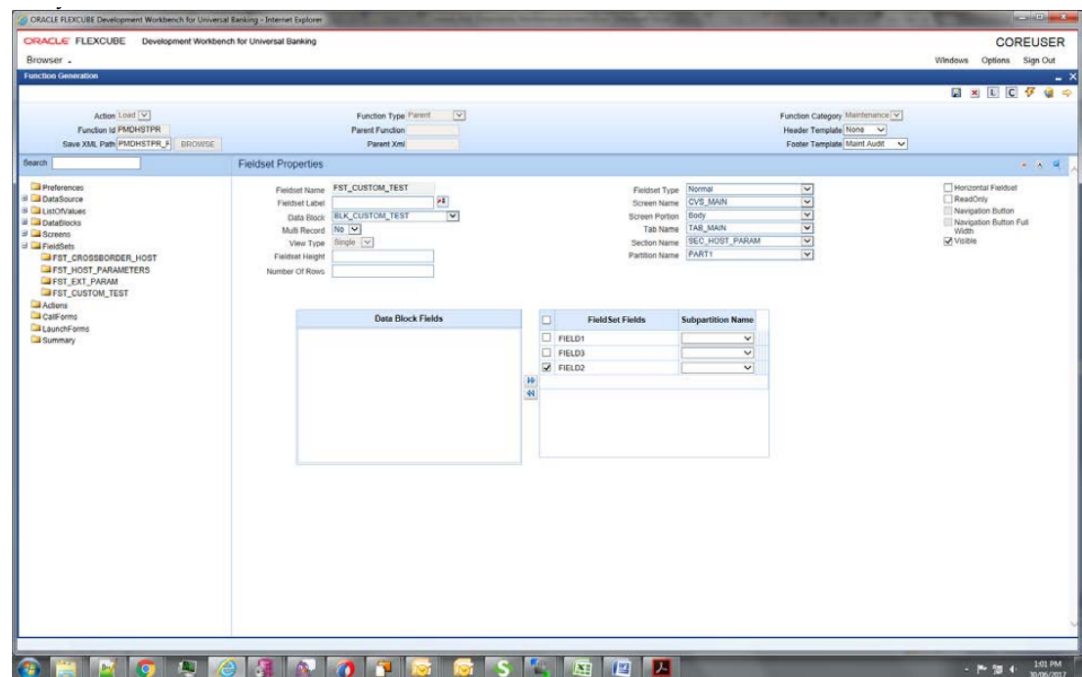 ORACLE FLEXCUBE Development Workbench for Universal Banking - Internet Explorer
ORACLE FLEXCUBE Development Workbench for Universal Banking COREUSER
Browser Windows Options Sign Out
Function Generation
Action Load Function Type Parent Function Category Maintenance
Function Id PMDHSTPR Parent Function Header Template None
Save XML Path PMDHSTPR_F BROWSE Parent Xml Footer Template Maint Audit
Search Fieldset Properties
Preferences
DataSource
ListOfValues
DataBlocks
Screens
FieldSets
FST_CROSSBORDER_HOST
FST_HOST_PARAMETERS
FST_EXT_PARAM
FST_CUSTOM_TEST
Actions
CallForms
LaunchForms
Summary
Fieldset Name FST_CUSTOM_TEST
Fieldset Label
Data Block BLK_CUSTOM_TEST
Multi Record No
View Type Single
Fieldset Height
Number Of Rows
Fieldset Type Normal
Screen Name CVS_MAIN
Screen Portion Body
Tab Name TAB_MAIN
Section Name SEC_HOST_PARAM
Partition Name PART1
Horizontal Fieldset
ReadOnly
Navigation Button
Navigation Button Full
Width
Visible
Data Block Fields
FieldSet Fields Subpartition Name
FIELD1
FIELD3
FIELD2
1:01 PM
30/06/2017